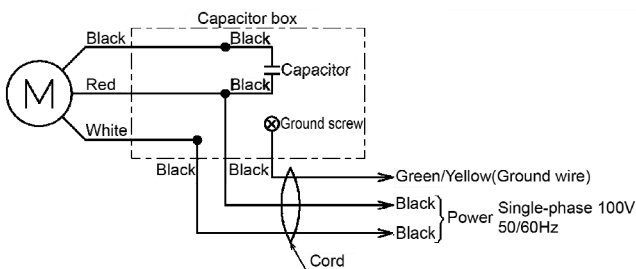 Capacitor box
Black
Black
Capacitor
Red
Black
M
White
Ground screw
Black
Black
Green/Yellow(Ground wire)
Black
Power
Single-phase 100V
Black
50/60Hz
Cord